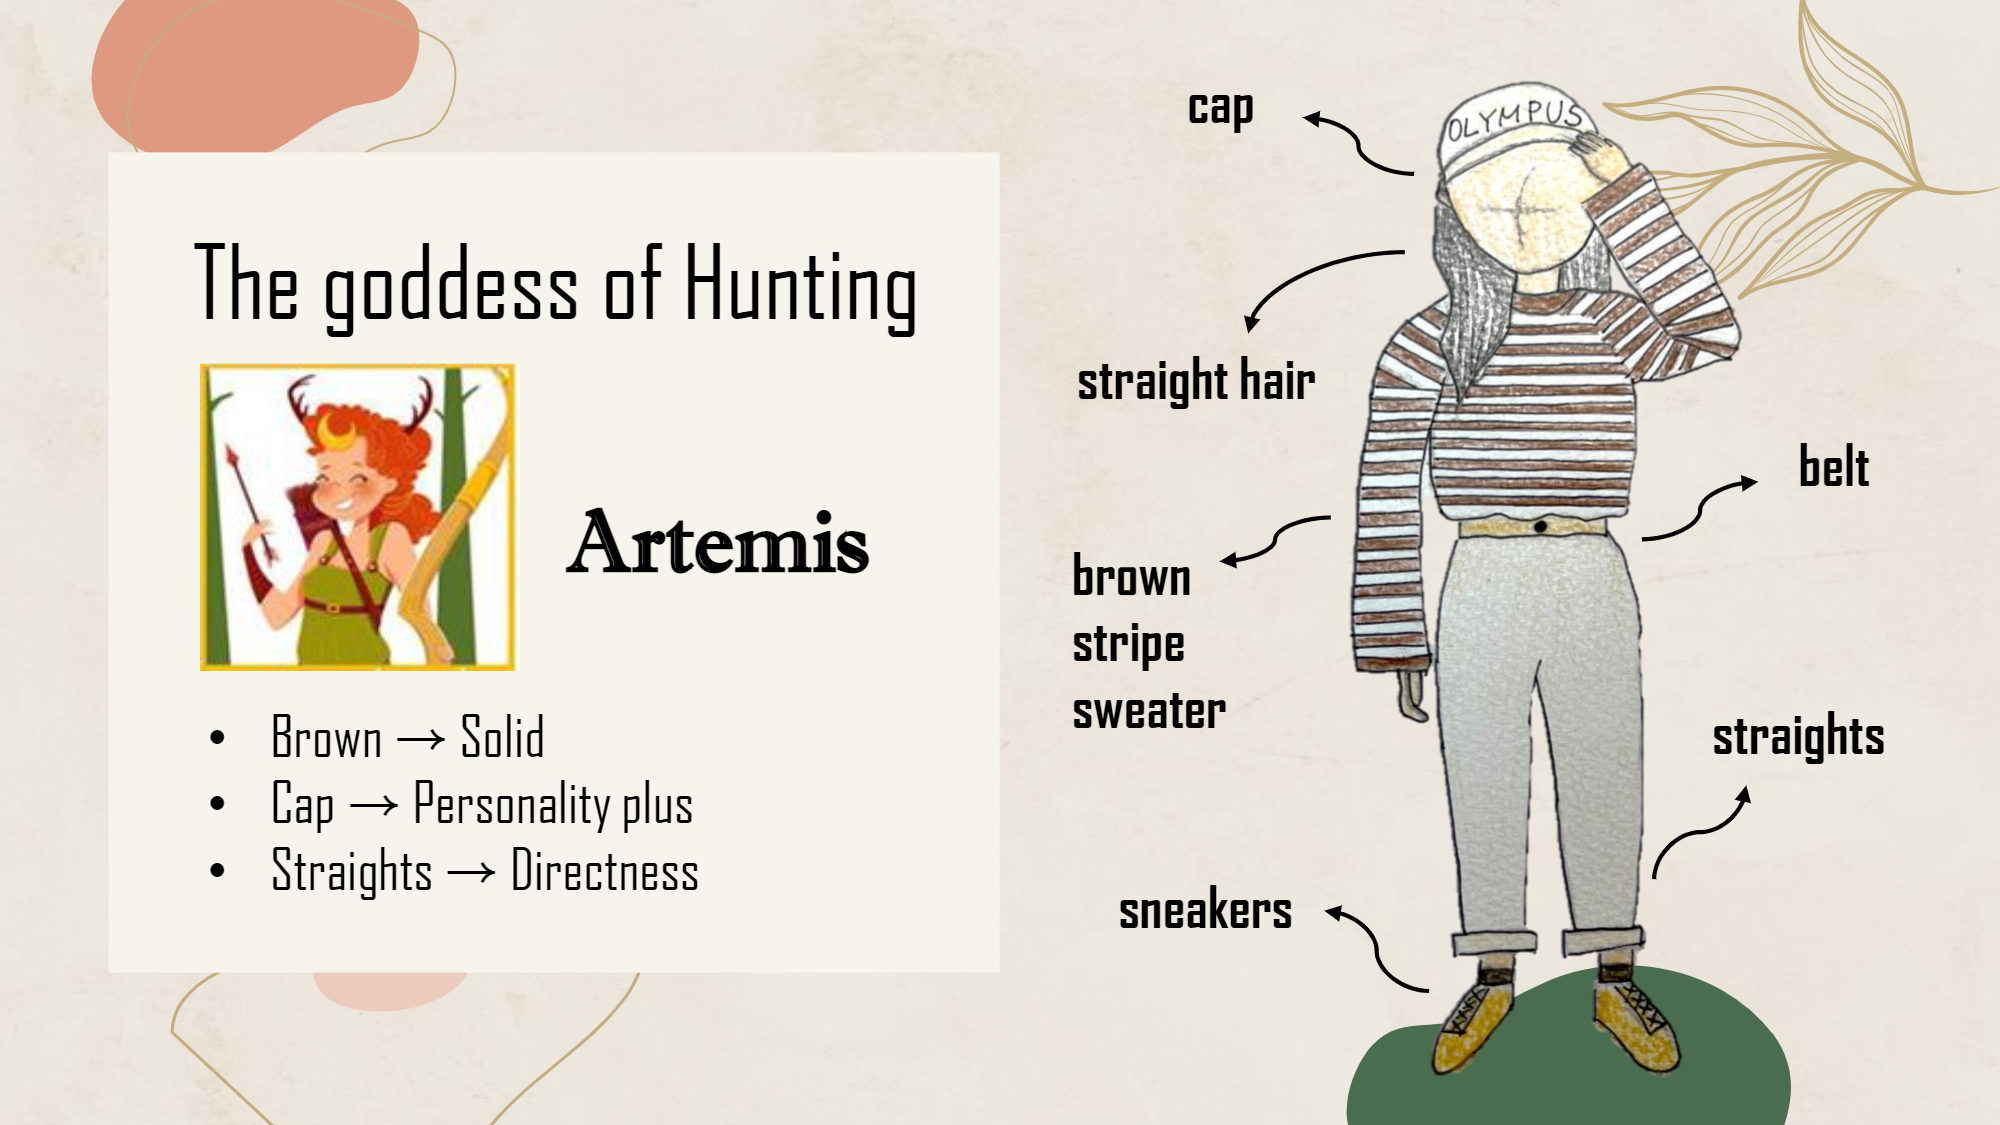 The goddess of Hunting
Artemis
• Brown → Solid
• Cap → Personality plus
• Straights → Directness
cap
OLYMPUS
straight hair
belt
brown
stripe
sweater
straights
sneakers